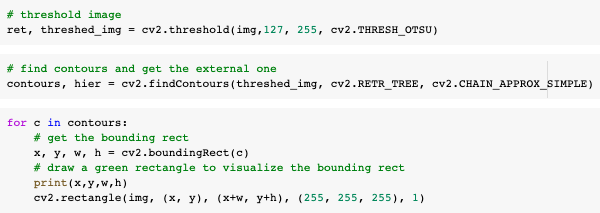 # threshold image
ret, threshed_img = cv2.threshold(img,127, 255, cv2.THRESH_OTSU)
# find contours and get the external one
contours, hier = cv2.findContours(threshed_img, cv2.RETR_TREE, cv2.CHAIN_APPROX_SIMPLE)
for c in contours:
    # get the bounding rect
    x, y, w, h = cv2.boundingRect(c)
    # draw a green rectangle to visualize the bounding rect
    print(x,y,w,h)
    cv2.rectangle(img, (x, y), (x+w, y+h), (255, 255, 255), 1)